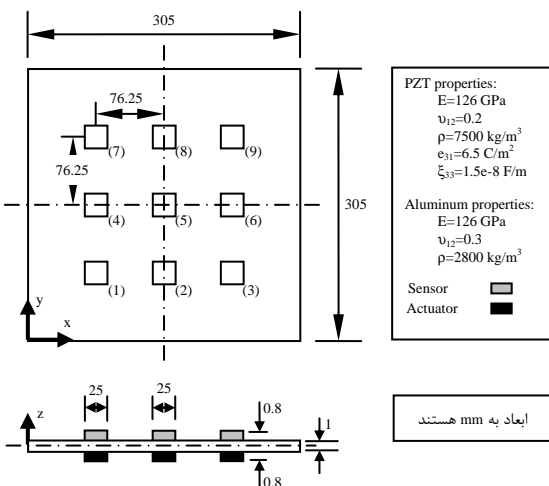 305
76.25
(7)
(8)
(9)
76.25
(4)
(5)
(6)
305
(1)
(2)
(3)
y
x
PZT properties:
E=126 GPa
υ12=0.2
ρ=7500 kg/m³
e31=6.5 C/m²
ξ33=1.5e-8 F/m
Aluminum properties:
E=126 GPa
υ12=0.3
ρ=2800 kg/m³
Sensor
Actuator
z
25
25
0.8
1
0.8
ابعاد به mm هستند